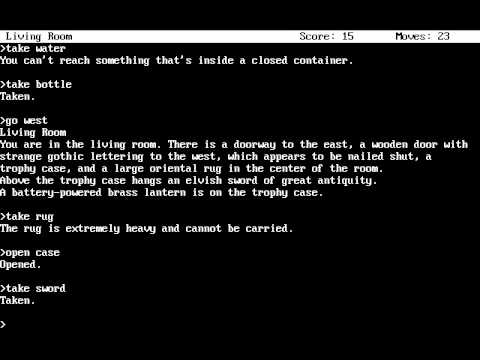 Living Room Score: 15 Moves: 23
>take water
You can't reach something that's inside a closed container.
>take bottle
Taken.
>go west
Living Room
You are in the living room. There is a doorway to the east, a wooden door with
strange gothic lettering to the west, which appears to be nailed shut, a
trophy case, and a large oriental rug in the center of the room.
Above the trophy case hangs an elvish sword of great antiquity.
A battery-powered brass lantern is on the trophy case.
>take rug
The rug is extremely heavy and cannot be carried.
>open case
Opened.
>take sword
Taken.
>